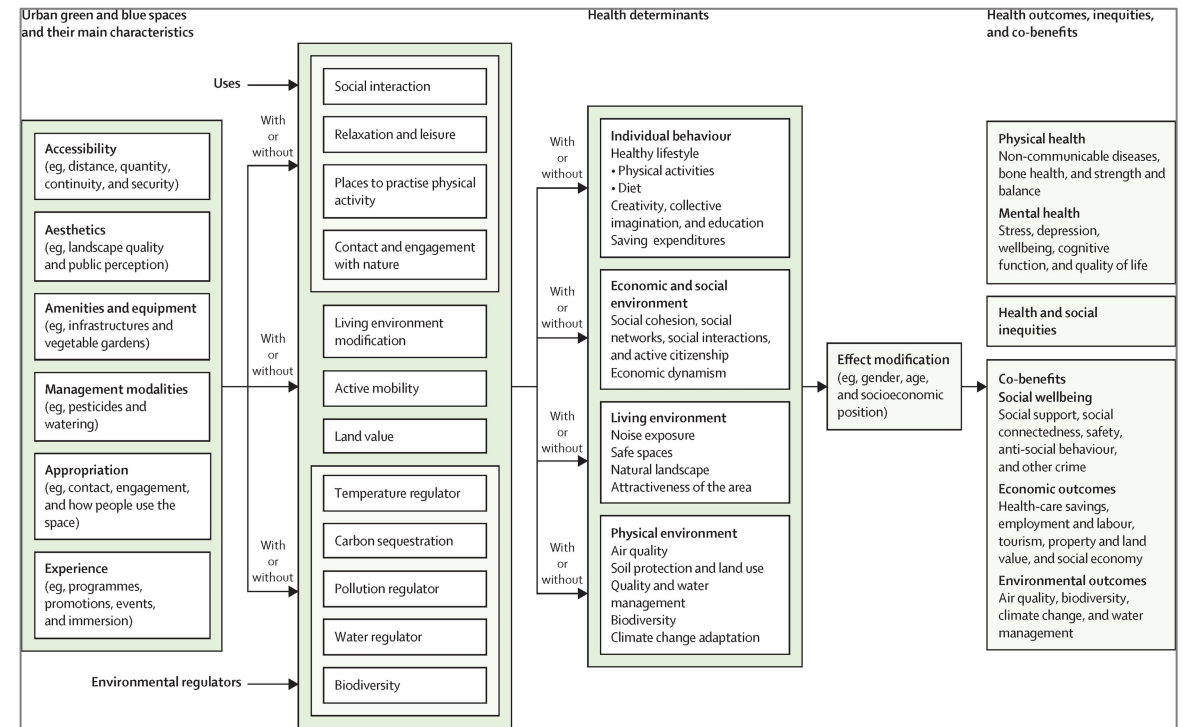 Urban green and blue spaces
and their main characteristics
Accessibility
(eg, distance, quantity,
continuity, and security)
Aesthetics
(eg, landscape quality
and public perception)
Amenities and equipment
(eg, infrastructures and
vegetable gardens)
Management modalities
(eg, pesticides and
watering)
Appropriation
(eg, contact, engagement,
and how people use the
space)
Experience
(eg, programmes,
promotions, events,
and immersion)
Uses
With
or
without
With
or
without
With
or
without
Environmental regulators
Social interaction
Relaxation and leisure
Places to practise physical
activity
Contact and engagement
with nature
Living environment
modification
Active mobility
Land value
Temperature regulator
Carbon sequestration
Pollution regulator
Water regulator
Biodiversity
With
or
without
With
or
without
With
or
without
With
or
without
Health determinants
Individual behaviour
Healthy lifestyle
• Physical activities
• Diet
Creativity, collective
imagination, and education
Saving expenditures
Economic and social
environment
Social cohesion, social
networks, social interactions,
and active citizenship
Economic dynamism
Living environment
Noise exposure
Safe spaces
Natural landscape
Attractiveness of the area
Physical environment
Air quality
Soil protection and land use
Quality and water
management
Biodiversity
Climate change adaptation
Effect modification
(eg, gender, age,
and socioeconomic
position)
Health outcomes, inequities,
and co-benefits
Physical health
Non-communicable diseases,
bone health, and strength and
balance
Mental health
Stress, depression,
wellbeing, cognitive
function, and quality of life
Health and social
inequities
Co-benefits
Social wellbeing
Social support, social
connectedness, safety,
anti-social behaviour,
and other crime
Economic outcomes
Health-care savings,
employment and labour,
tourism, property and land
value, and social economy
Environmental outcomes
Air quality, biodiversity,
climate change, and water
management